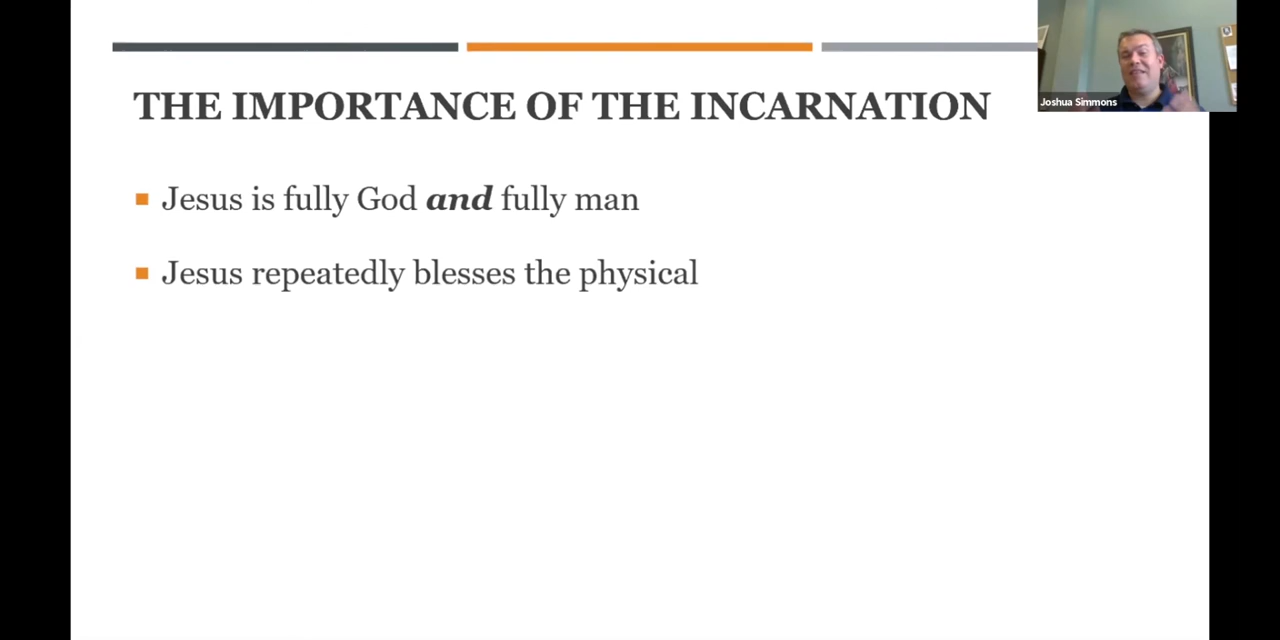 THE IMPORTANCE OF THE INCARNATION
Joshua Simmons
Jesus is fully God and fully man
Jesus repeatedly blesses the physical